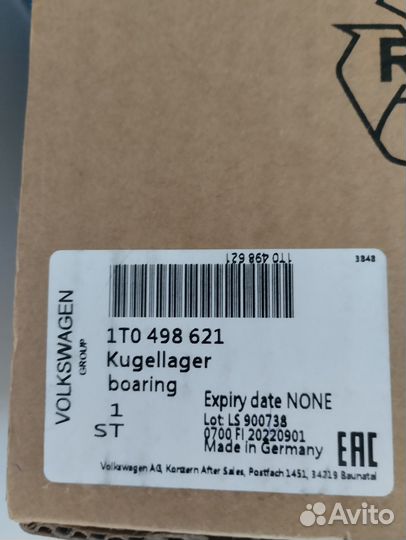 R
1T0 498 621
3848
VOLKSWAGEN
GROUP
1T0 498 621
Kugellager
boaring
1
ST
Expiry date NONE
Lot LS 900738
0700 FI 20220901
Made in Germany
EAC
Volkswagen AG, Konzern After Sales, Postfach 1451, 34219 Baunatal
Avito